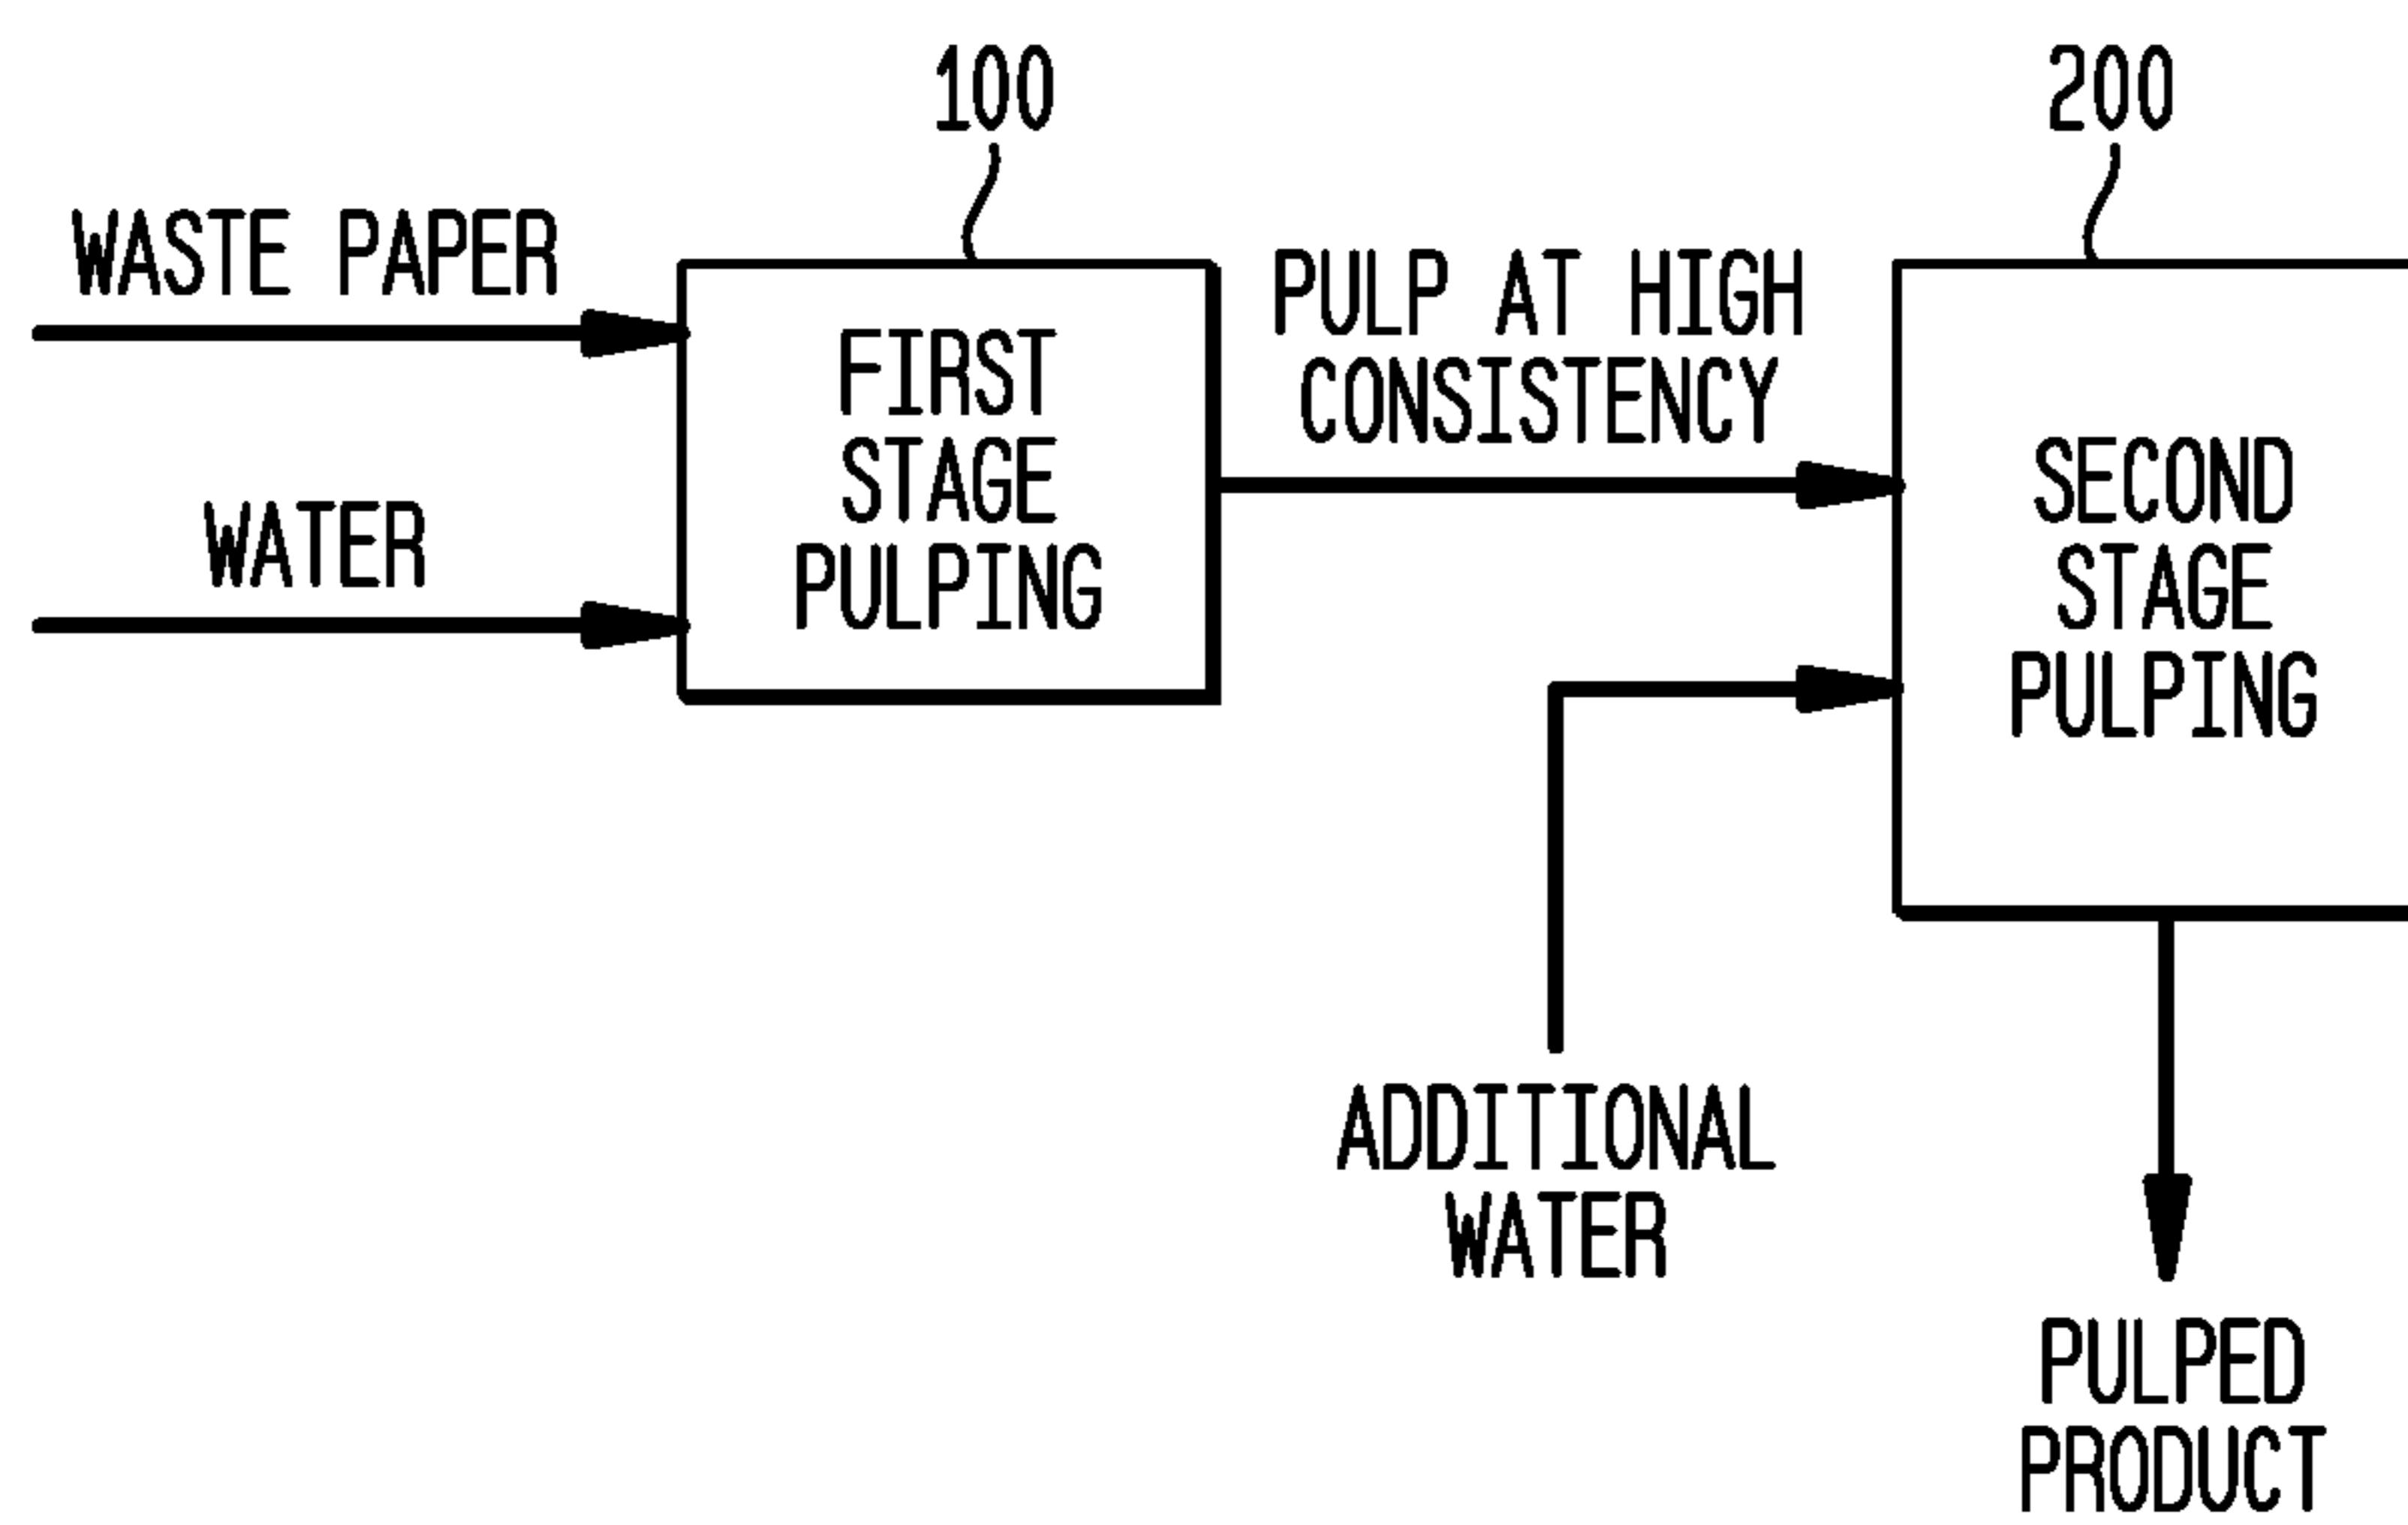 100
200
WASTE PAPER
WATER
FIRST
STAGE
PULPING
PULP AT HIGH
CONSISTENCY
SECOND
STAGE
PULPING
ADDITIONAL
WATER
PULPED
PRODUCT